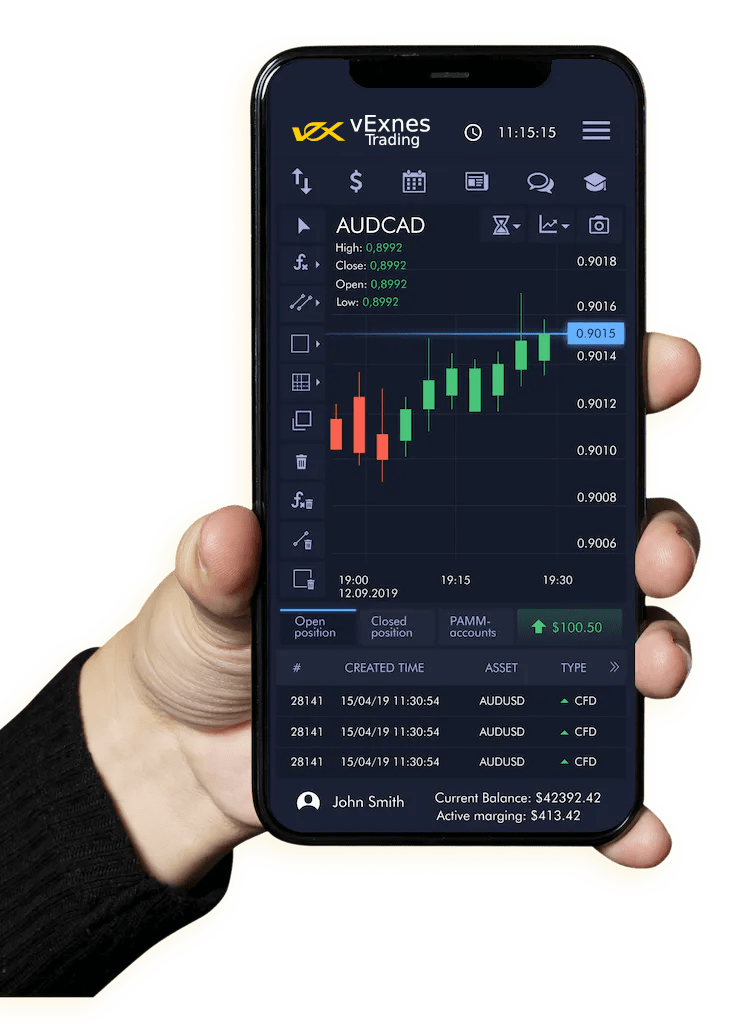 vex vExnes
Trading
11:15:15
AUDCAD
High: 0,8992
Close: 0,8992
Open: 0,8992
Low: 0,8992
0.9018
0.9016
0.9015
0.9014
0.9012
0.9010
0.9008
0.9006
fx
fx
19:00 19:15 19:30
12.09.2019
Open position
Closed position
PAMM-accounts
$100.50
# CREATED TIME ASSET TYPE »
28141 15/04/19 11:30:54 AUDUSD CFD
28141 15/04/19 11:30:54 AUDUSD CFD
28141 15/04/19 11:30:54 AUDUSD CFD
John Smith
Current Balance: $42392.42
Active marging: $413.42